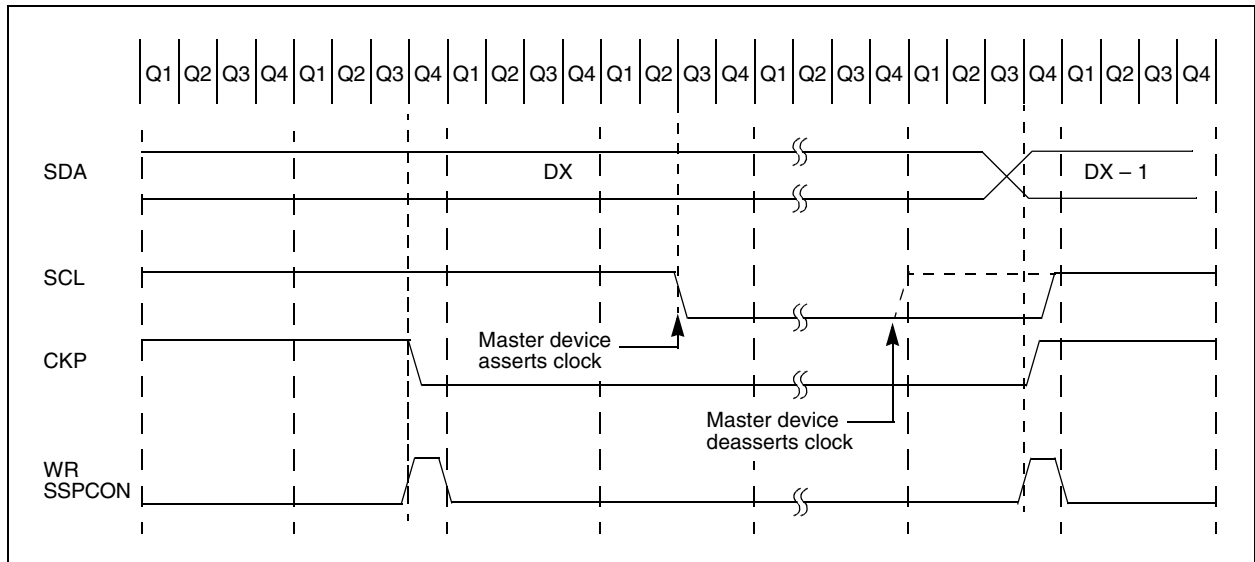 Q1 Q2 Q3 Q4 Q1 Q2 Q3 Q4 Q1 Q2 Q3 Q4 Q1 Q2 Q3 Q4 Q1 Q2 Q3 Q4 Q1 Q2 Q3 Q4 Q1 Q2 Q3 Q4
SDA
DX
DX – 1
SCL
Master device
asserts clock
CKP
Master device
deasserts clock
WR
SSPCON